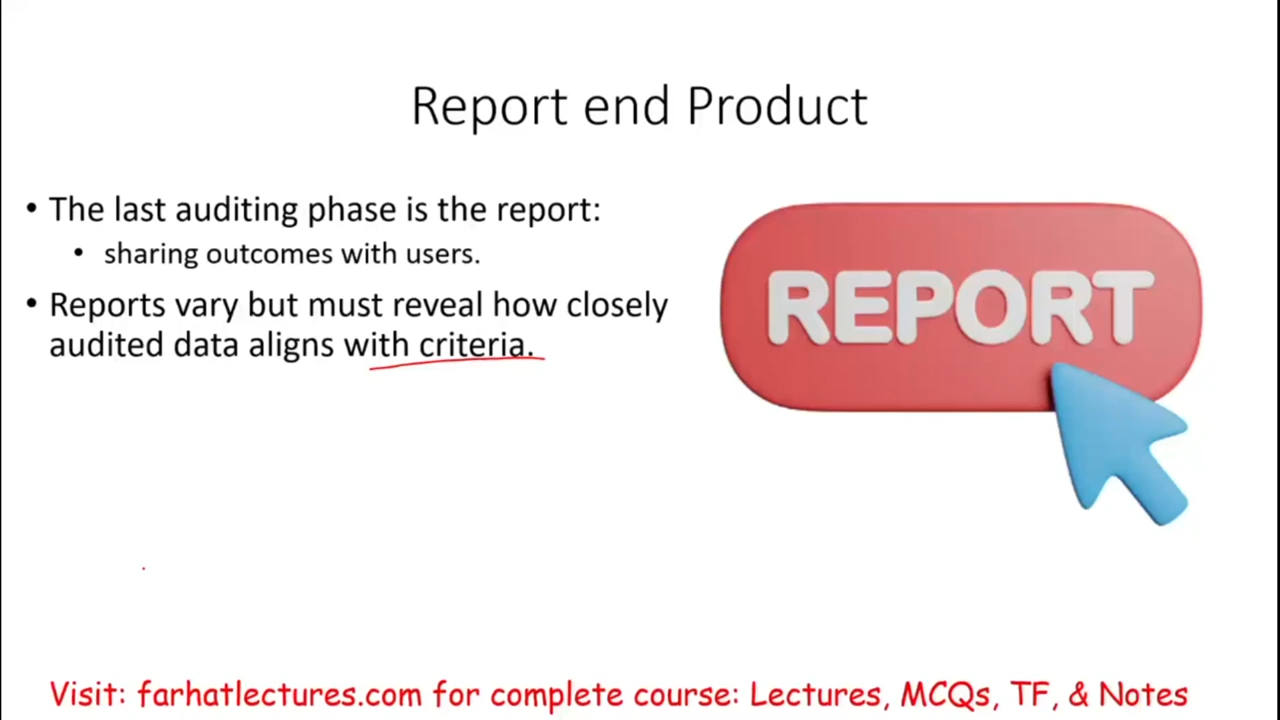 Report end Product
• The last auditing phase is the report:
• sharing outcomes with users.
• Reports vary but must reveal how closely
audited data aligns with criteria.
REPORT
Visit: farhatlectures.com for complete course: Lectures, MCQs, TF, & Notes